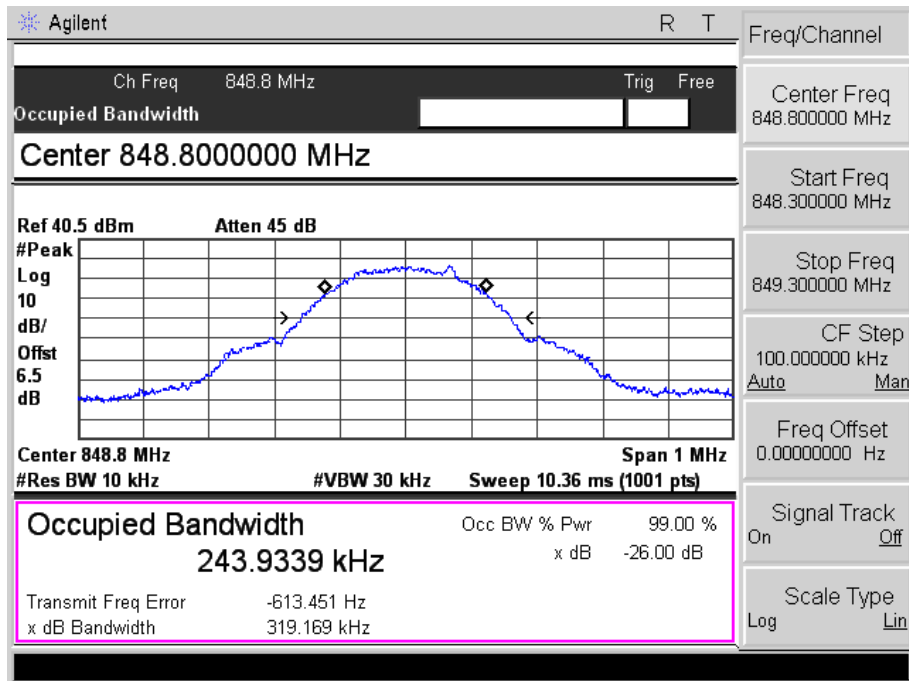 Agilent R T
Ch Freq 848.8 MHz Trig Free
Occupied Bandwidth
Center 848.8000000 MHz
Ref 40.5 dBm Atten 45 dB
#Peak
Log
10
dB/
Offst
6.5
dB
Center 848.8 MHz Span 1 MHz
#Res BW 10 kHz #VBW 30 kHz Sweep 10.36 ms (1001 pts)
Occupied Bandwidth Occ BW % Pwr 99.00 %
243.9339 kHz x dB -26.00 dB
Transmit Freq Error -613.451 Hz
x dB Bandwidth 319.169 kHz
Freq/Channel
Center Freq
848.800000 MHz
Start Freq
848.300000 MHz
Stop Freq
849.300000 MHz
CF Step
100.000000 kHz
Auto Man
Freq Offset
0.00000000 Hz
Signal Track
On Off
Scale Type
Log Lin